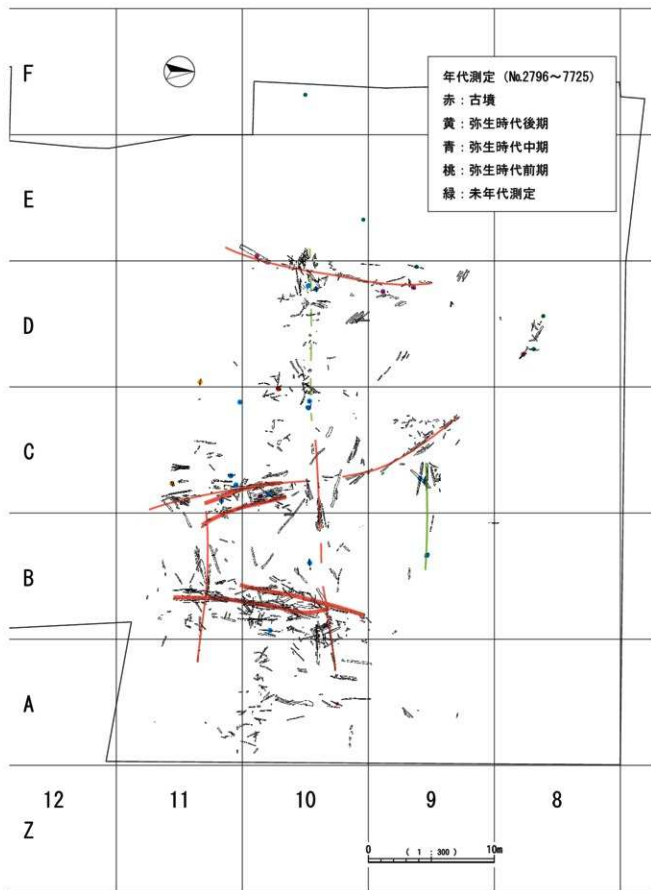 F
年代測定 (No.2796～7725)
赤：古墳
黄：弥生時代後期
青：弥生時代中期
桃：弥生時代前期
緑：未年代測定
E
D
C
B
A
12 11 10 9 8
Z
0 ( 1 : 300 ) 10m